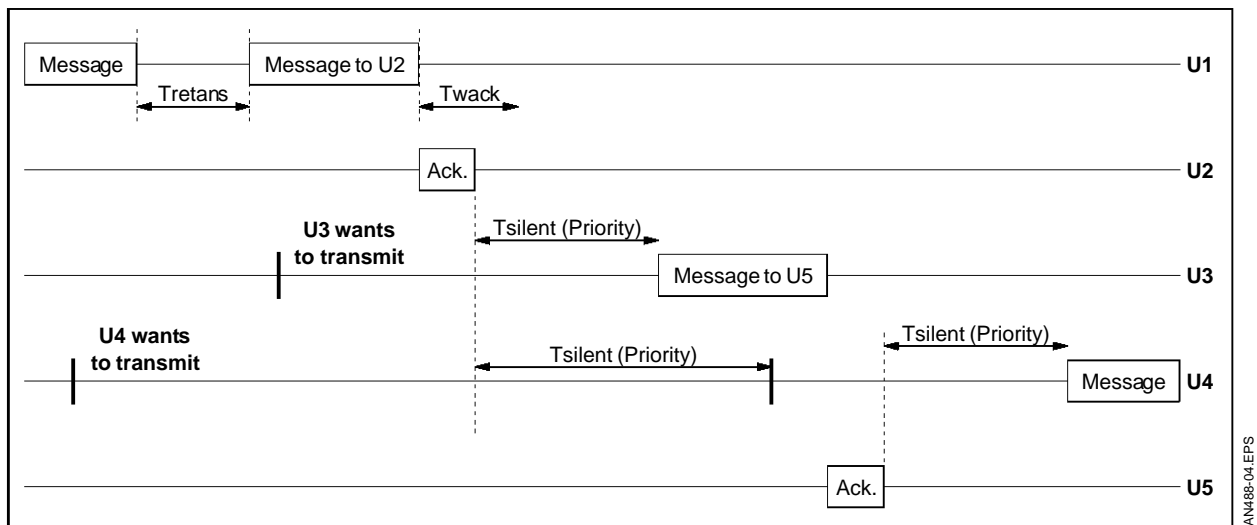 Message
Message to U2
U1
Tretans
Twack
Ack.
U2
U3 wants
to transmit
Tsilent (Priority)
Message to U5
U3
U4 wants
to transmit
Tsilent (Priority)
Tsilent (Priority)
Message
U4
Ack.
U5
AN488-04.EPS